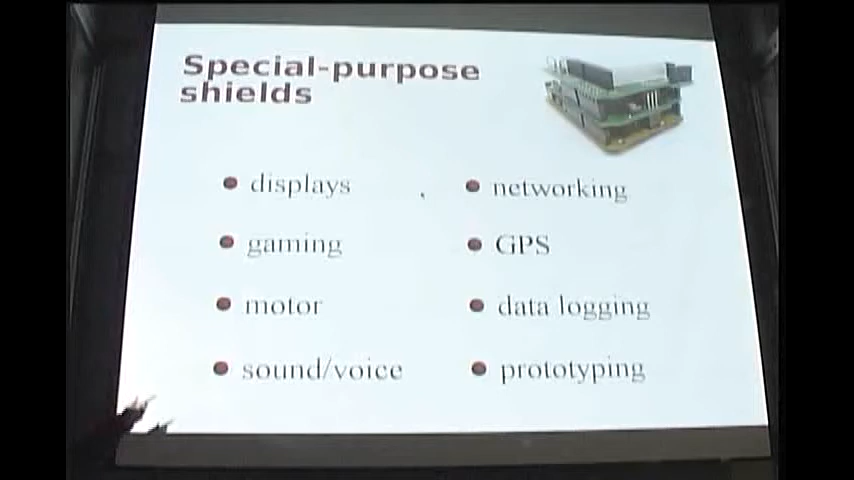 Special-purpose
shields
displays
gaming
motor
sound/voice
networking
GPS
data logging
prototyping